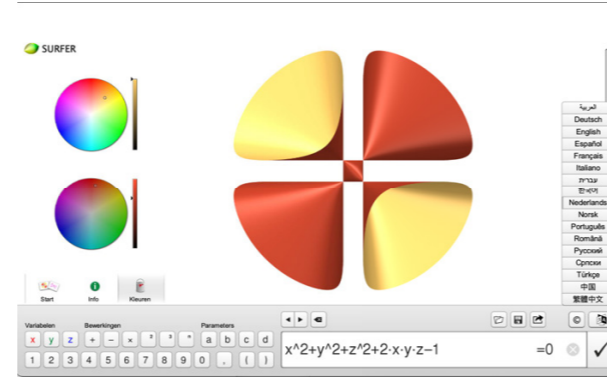 SURFER
العربية
Deutsch
English
Español
Français
Italiano
עברית
한국어
Nederlands
Norsk
Português
Română
Русский
Српски
Türkçe
中国
繁體中文
Start
Info
Kleuren
Variabelen
Bewerkingen
Parameters
x y z + − × ² ³ ⁿ a b c d
1 2 3 4 5 6 7 8 9 0 . ( )
x^2+y^2+z^2+2·x·y·z−1 =0
©